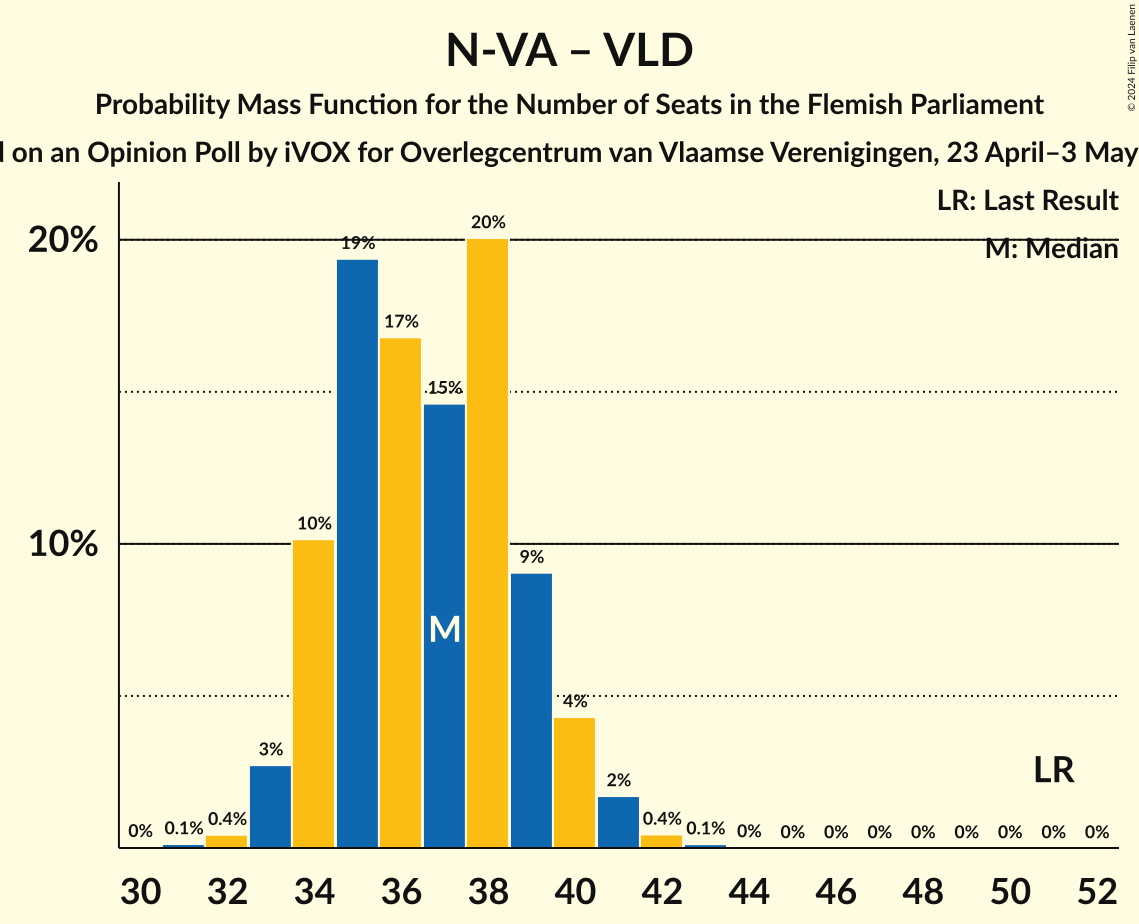 N-VA – VLD
Probability Mass Function for the Number of Seats in the Flemish Parliament
on an Opinion Poll by iVOX for Overlegcentrum van Vlaamse Verenigingen, 23 April–3 May
© 2024 Filip van Laenen
LR: Last Result
M: Median
20%
10%
0% 0.1% 0.4% 3% 10% 19% 17% 15% 20% 9% 4% 2% 0.4% 0.1% 0% 0% 0% 0% 0% 0% 0% 0% 0%
M
LR
30 32 34 36 38 40 42 44 46 48 50 52